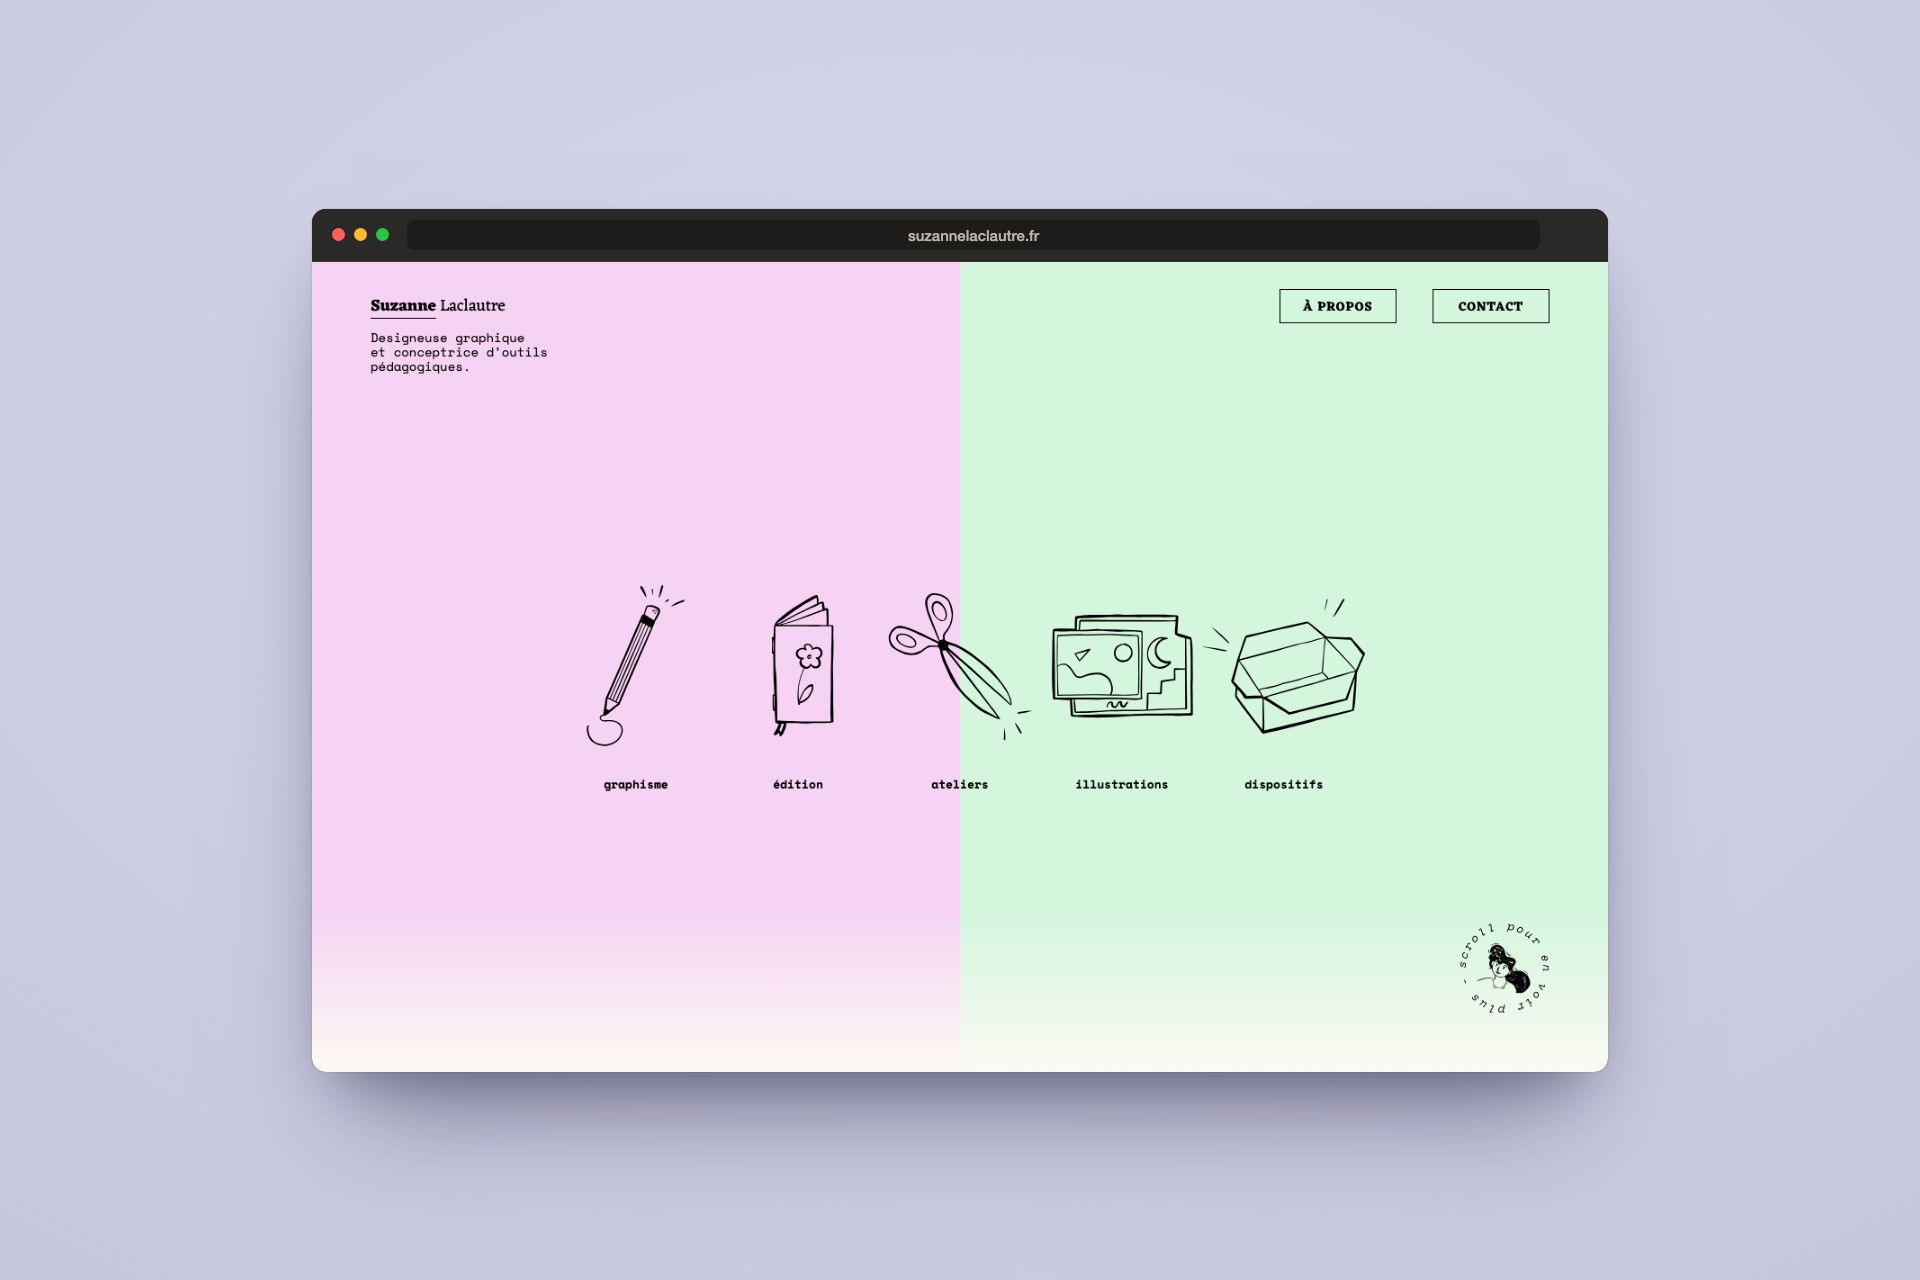 suzannelaclautre.fr
Suzanne Laclautre
Designeuse graphique
et conceptrice d'outils
pédagogiques.
À PROPOS
CONTACT
graphisme
édition
ateliers
illustrations
dispositifs
scroll pour en voir plus -